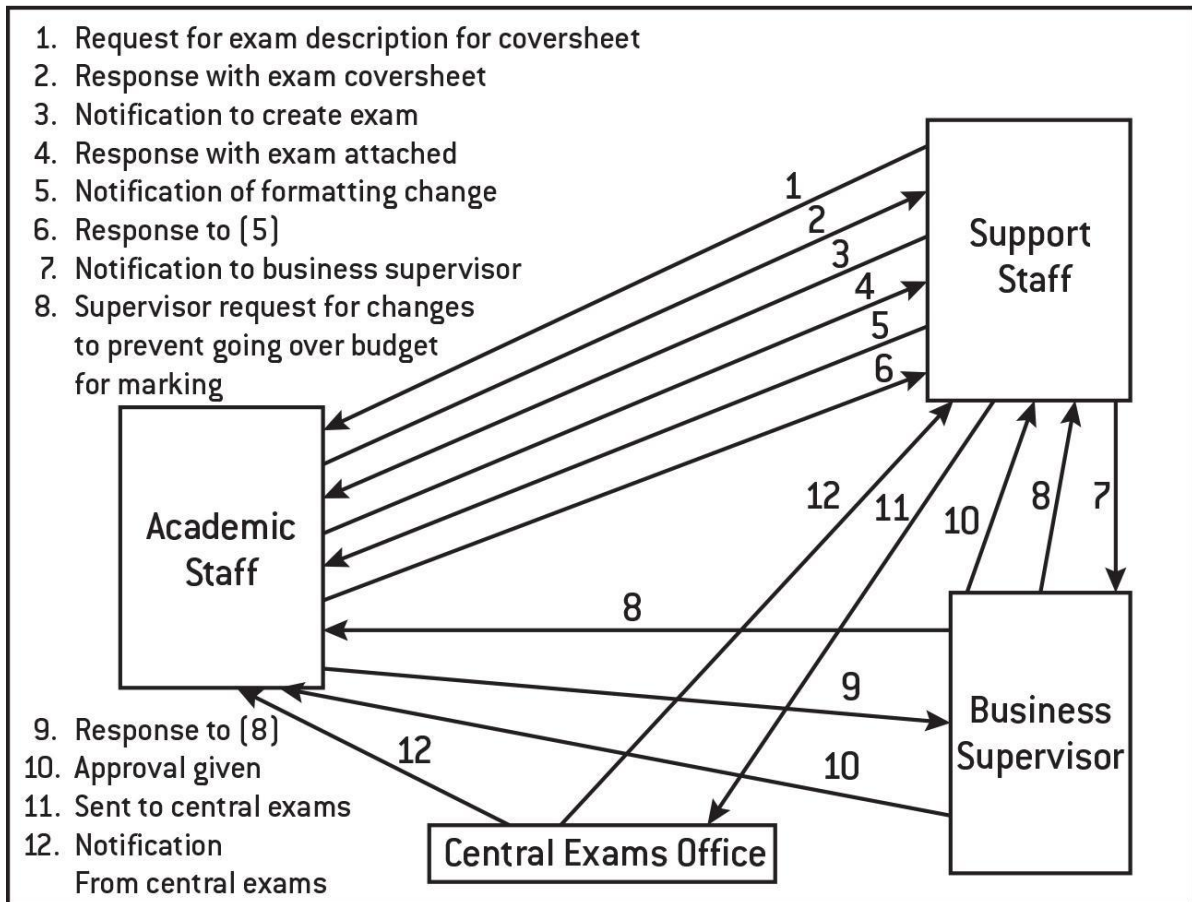 1. Request for exam description for coversheet
2. Response with exam coversheet
3. Notification to create exam
4. Response with exam attached
5. Notification of formatting change
6. Response to (5)
7. Notification to business supervisor
8. Supervisor request for changes
to prevent going over budget
for marking
1
2
3
4
5
6
Support
Staff
Academic
Staff
12
11
10
8
7
8
9
10
12
Business
Supervisor
9. Response to (8)
10. Approval given
11. Sent to central exams
12. Notification
From central exams
Central Exams Office